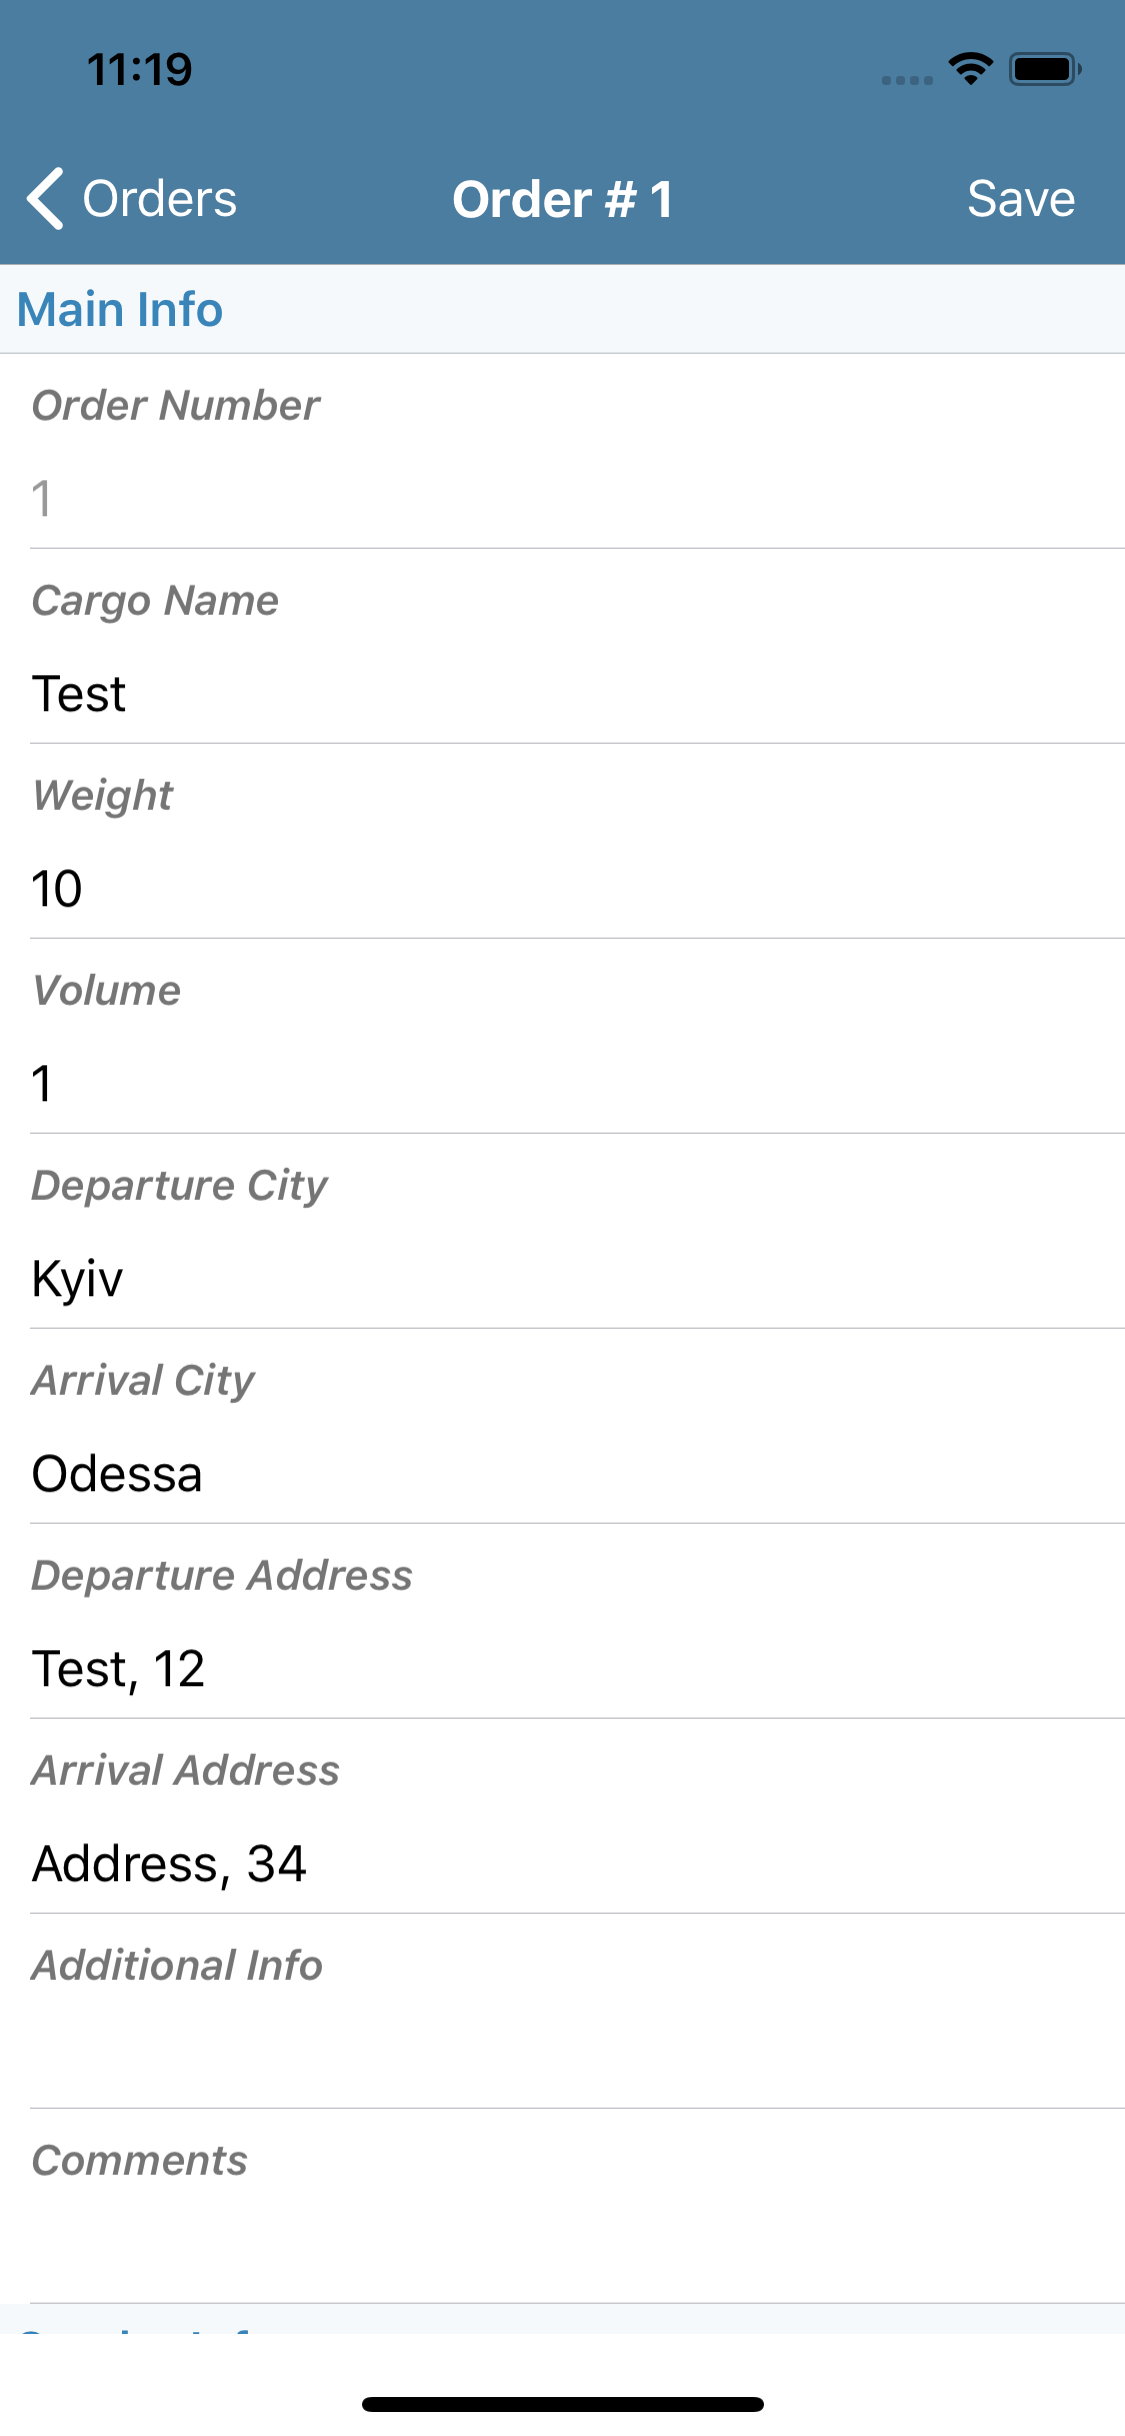 11:19
Orders
Order # 1
Save
Main Info
Order Number
1
Cargo Name
Test
Weight
10
Volume
1
Departure City
Kyiv
Arrival City
Odessa
Departure Address
Test, 12
Arrival Address
Address, 34
Additional Info
Comments